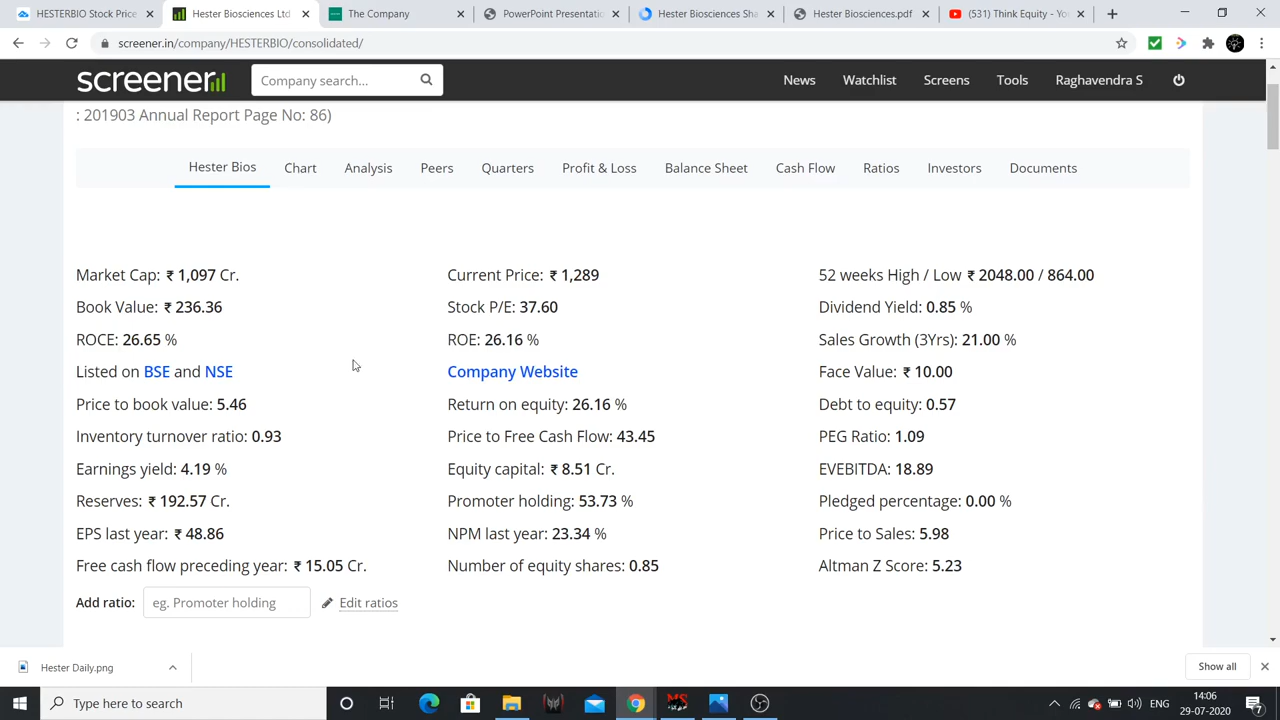 HESTERBIO Stock Price
Hester Biosciences Ltd
The Company
PowerPoint Presentatio
Hester Biosciences Sha
Hester Biosciences.pdf
(531) Think Equity - Yo
screener.in/company/HESTERBIO/consolidated/
screener
Company search...
News
Watchlist
Screens
Tools
Raghavendra S
: 201903 Annual Report Page No: 86)
Hester Bios
Chart
Analysis
Peers
Quarters
Profit & Loss
Balance Sheet
Cash Flow
Ratios
Investors
Documents
Market Cap: ₹ 1,097 Cr.
Current Price: ₹ 1,289
52 weeks High / Low ₹ 2048.00 / 864.00
Book Value: ₹ 236.36
Stock P/E: 37.60
Dividend Yield: 0.85 %
ROCE: 26.65 %
ROE: 26.16 %
Sales Growth (3Yrs): 21.00 %
Listed on BSE and NSE
Company Website
Face Value: ₹ 10.00
Price to book value: 5.46
Return on equity: 26.16 %
Debt to equity: 0.57
Inventory turnover ratio: 0.93
Price to Free Cash Flow: 43.45
PEG Ratio: 1.09
Earnings yield: 4.19 %
Equity capital: ₹ 8.51 Cr.
EVEBITDA: 18.89
Reserves: ₹ 192.57 Cr.
Promoter holding: 53.73 %
Pledged percentage: 0.00 %
EPS last year: ₹ 48.86
NPM last year: 23.34 %
Price to Sales: 5.98
Free cash flow preceding year: ₹ 15.05 Cr.
Number of equity shares: 0.85
Altman Z Score: 5.23
Add ratio:
eg. Promoter holding
Edit ratios
Hester Daily.png
Show all
Type here to search
ENG
14:06
29-07-2020
7